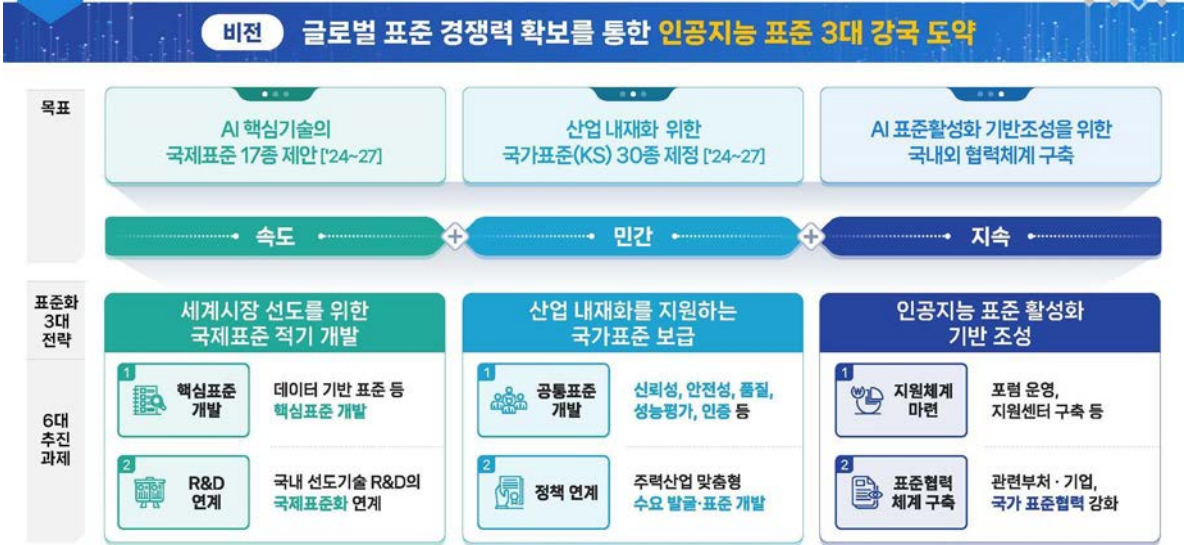 비전 글로벌 표준 경쟁력 확보를 통한 인공지능 표준 3대 강국 도약
목표
AI 핵심기술의
국제표준 17종 제안['24~27]
산업 내재화 위한
국가표준(KS) 30종 제정['24~27]
AI 표준활성화 기반조성을 위한
국내외 협력체계 구축
속도
민간
지속
표준화
3대
전략
세계시장 선도를 위한
국제표준 적기 개발
산업 내재화를 지원하는
국가표준 보급
인공지능 표준 활성화
기반 조성
6대
추진
과제
1
핵심표준
개발
데이터 기반 표준 등
핵심표준 개발
2
R&D
연계
국내 선도기술 R&D의
국제표준화 연계
1
공통표준
개발
신뢰성, 안전성, 품질,
성능평가, 인증 등
2
정책 연계
주력산업 맞춤형
수요 발굴·표준 개발
1
지원체계
마련
포럼 운영,
지원센터 구축 등
2
표준협력
체계 구축
관련부처·기업,
국가 표준협력 강화